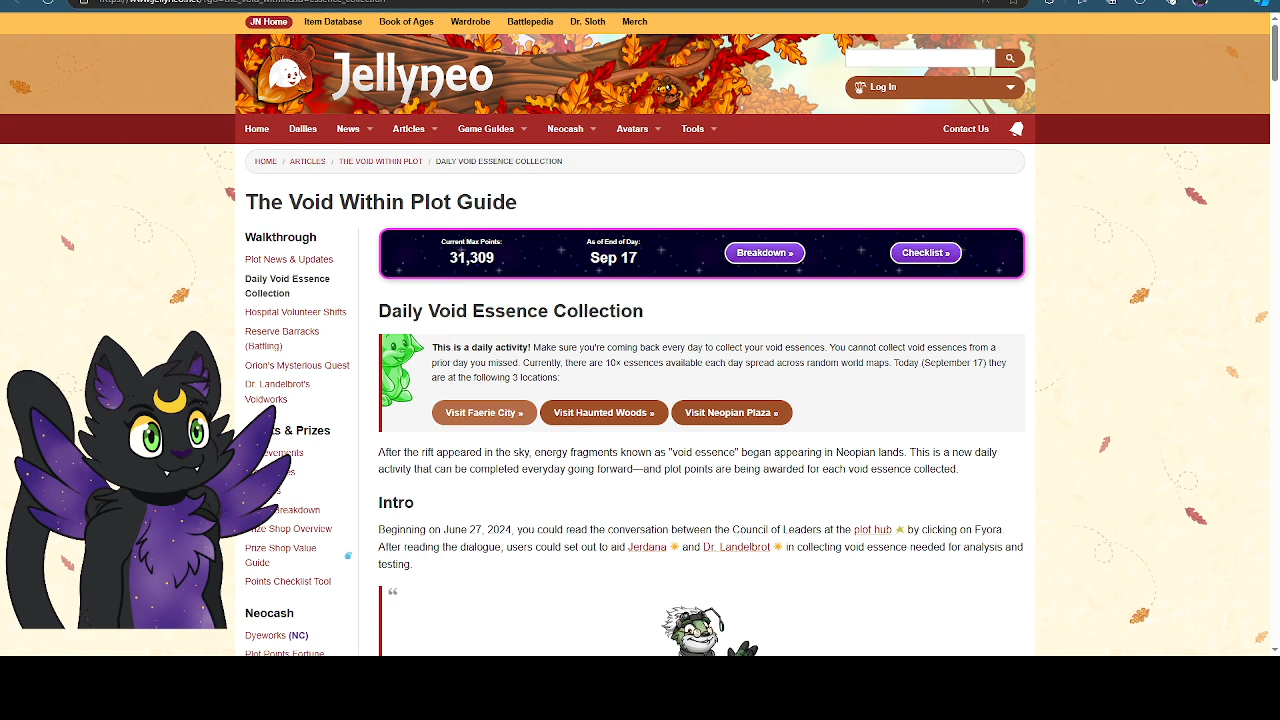 JN Home Item Database Book of Ages Wardrobe Battlepedia Dr. Sloth Merch
Jellyneo
Log In
Home Dailies News Articles Game Guides Neocash Avatars Tools Contact Us
HOME / ARTICLES / THE VOID WITHIN PLOT / DAILY VOID ESSENCE COLLECTION
The Void Within Plot Guide
Walkthrough
Plot News & Updates
Daily Void Essence
Collection
Hospital Volunteer Shifts
Reserve Barracks
(Battling)
Orion's Mysterious Quest
Dr. Landelbrot's
Voidworks
& Prizes
Prize Shop Overview
Prize Shop Value
Guide
Points Checklist Tool
Neocash
Dyeworks (NC)
Plot Points Fortune
Current Max Points:
31,309
As of End of Day:
Sep 17
Breakdown »
Checklist »
Daily Void Essence Collection
This is a daily activity! Make sure you're coming back every day to collect your void essences. You cannot collect void essences from a
prior day you missed. Currently, there are 10× essences available each day spread across random world maps. Today (September 17) they
are at the following 3 locations:
Visit Faerie City » Visit Haunted Woods » Visit Neopian Plaza »
After the rift appeared in the sky, energy fragments known as "void essence" began appearing in Neopian lands. This is a new daily
activity that can be completed everyday going forward—and plot points are being awarded for each void essence collected.
Intro
Beginning on June 27, 2024, you could read the conversation between the Council of Leaders at the plot hub by clicking on Fyora.
After reading the dialogue, users could set out to aid Jerdana and Dr. Landelbrot in collecting void essence needed for analysis and
testing.